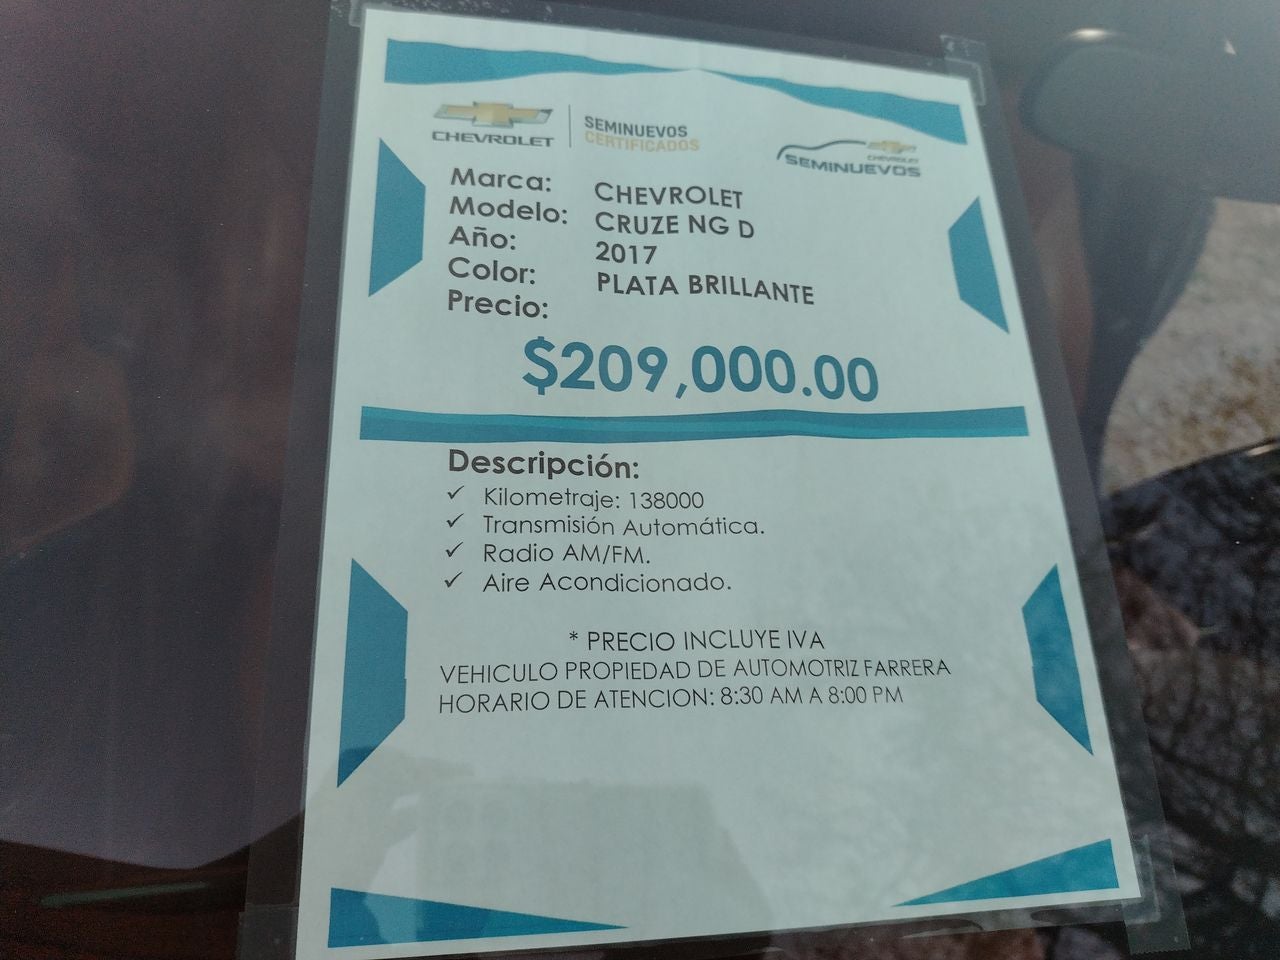 CHEVROLET
SEMINUEVOS
CERTIFICADOS
CHEVROLET
SEMINUEVOS
Marca: CHEVROLET
Modelo: CRUZE NG D
Año: 2017
Color: PLATA BRILLANTE
Precio:
$209,000.00
Descripción:
✓ Kilometraje: 138000
✓ Transmisión Automática.
✓ Radio AM/FM.
✓ Aire Acondicionado.
* PRECIO INCLUYE IVA
VEHICULO PROPIEDAD DE AUTOMOTRIZ FARRERA
HORARIO DE ATENCION: 8:30 AM A 8:00 PM